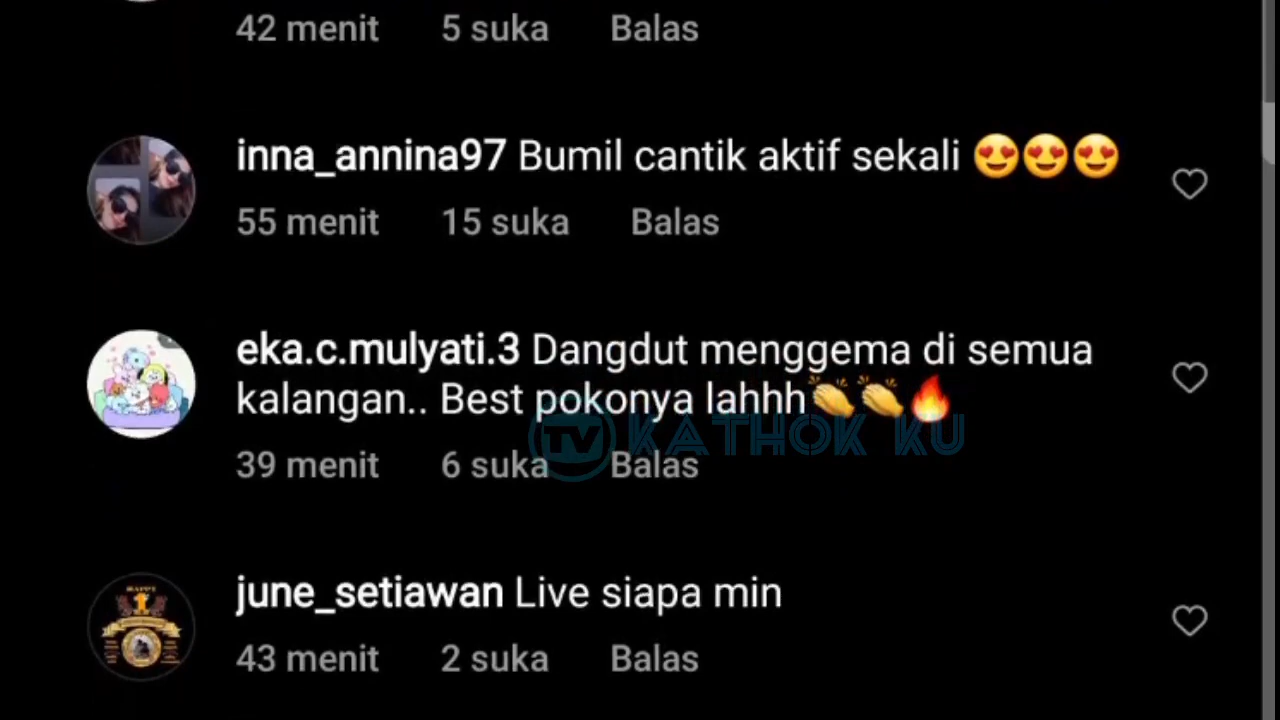 42 menit 5 suka Balas
inna_annina97 Bumil cantik aktif sekali 😍😍😍
55 menit 15 suka Balas
eka.c.mulyati.3 Dangdut menggema di semua
kalangan.. Best pokonya lahhh👏👏🔥
TV KATHOK KU
39 menit 6 suka Balas
june_setiawan Live siapa min
43 menit 2 suka Balas